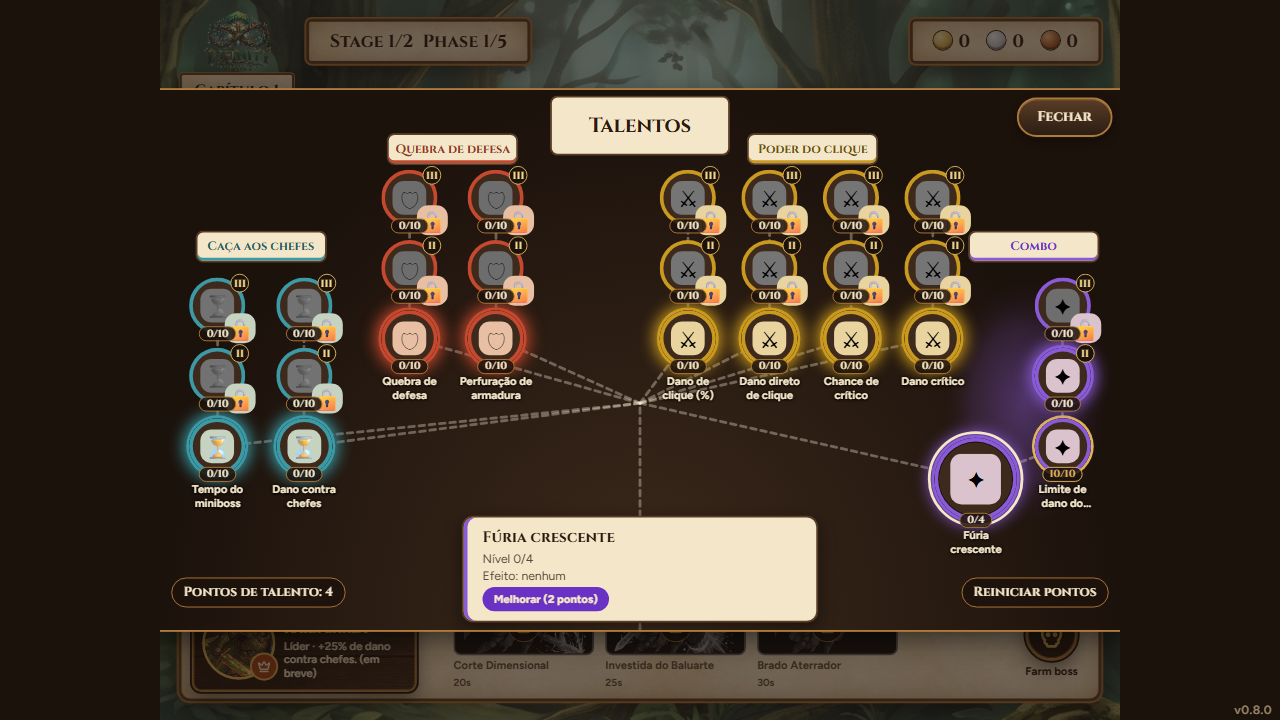 Stage 1/2 Phase 1/5
0 0 0
Capítulo 1
Talentos
Fechar
Quebra de defesa
Poder do clique
III III III III III III
0/10 0/10 0/10 0/10 0/10 0/10
Caça aos chefes
Combo
II II II II II II
0/10 0/10 0/10 0/10 0/10 0/10
III III III
0/10 0/10 0/10
0/10 0/10 0/10 0/10 0/10 0/10
II II II
0/10 0/10 0/10
Quebra de defesa
Perfuração de armadura
Dano de clique (%)
Dano direto de clique
Chance de crítico
Dano crítico
0/10 0/10 10/10
Tempo do miniboss
Dano contra chefes
Limite de dano do...
0/4
Fúria crescente
Fúria crescente
Nível 0/4
Efeito: nenhum
Melhorar (2 pontos)
Pontos de talento: 4
Reiniciar pontos
Líder · +25% de dano
contra chefes. (em
breve)
Corte Dimensional
20s
Investida do Baluarte
25s
Brado Aterrador
30s
Farm boss
v0.8.0